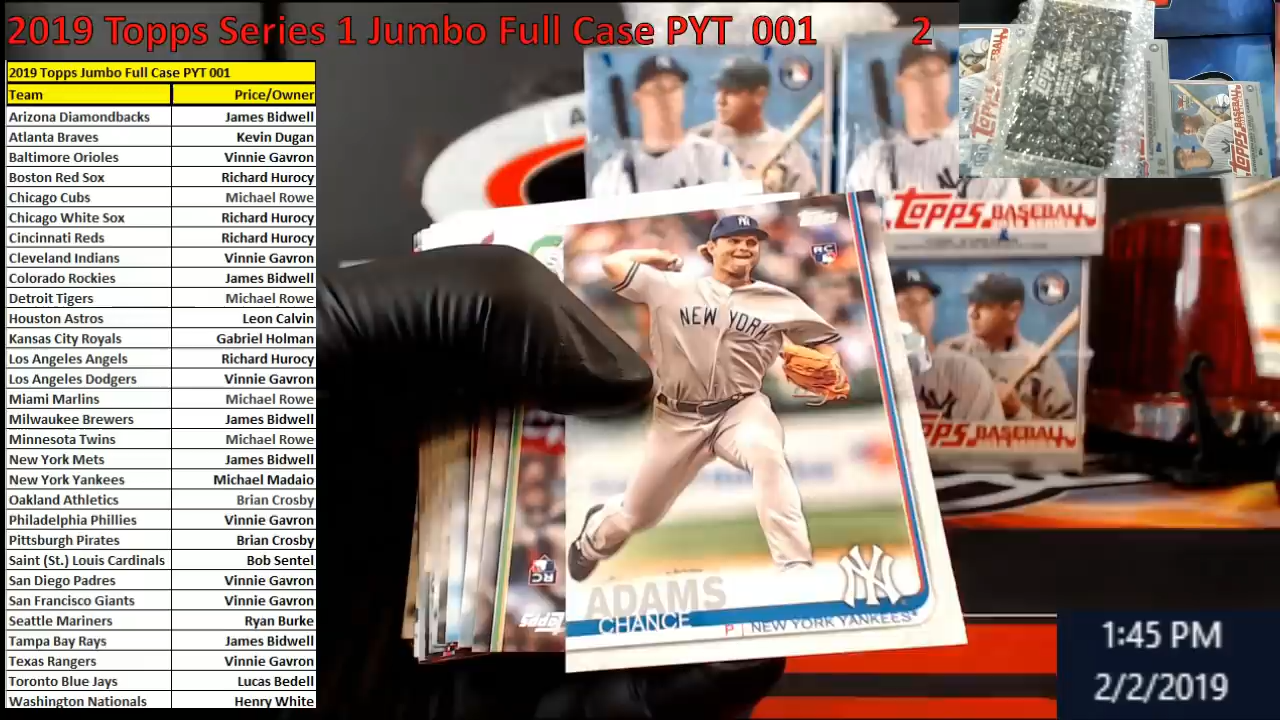 2019 Topps Series 1 Jumbo Full Case PYT 001 2
2019 Topps Jumbo Full Case PYT 001
Team Price/Owner
Arizona Diamondbacks James Bidwell
Atlanta Braves Kevin Dugan
Baltimore Orioles Vinnie Gavron
Boston Red Sox Richard Hurocy
Chicago Cubs Michael Rowe
Chicago White Sox Richard Hurocy
Cincinnati Reds Richard Hurocy
Cleveland Indians Vinnie Gavron
Colorado Rockies James Bidwell
Detroit Tigers Michael Rowe
Houston Astros Leon Calvin
Kansas City Royals Gabriel Holman
Los Angeles Angels Richard Hurocy
Los Angeles Dodgers Vinnie Gavron
Miami Marlins Michael Rowe
Milwaukee Brewers James Bidwell
Minnesota Twins Michael Rowe
New York Mets James Bidwell
New York Yankees Michael Madaio
Oakland Athletics Brian Crosby
Philadelphia Phillies Vinnie Gavron
Pittsburgh Pirates Brian Crosby
Saint (St.) Louis Cardinals Bob Sentel
San Diego Padres Vinnie Gavron
San Francisco Giants Vinnie Gavron
Seattle Mariners Ryan Burke
Tampa Bay Rays James Bidwell
Texas Rangers Vinnie Gavron
Toronto Blue Jays Lucas Bedell
Washington Nationals Henry White
Topps
RC
NEW YORK
ADAMS
CHANCE
P | NEW YORK YANKEES
NY
RC
Topps
TOPPS BASEBALL
TOPPS BASEBALL
TOPPS
TOPPS BASEBALL
1:45 PM
2/2/2019